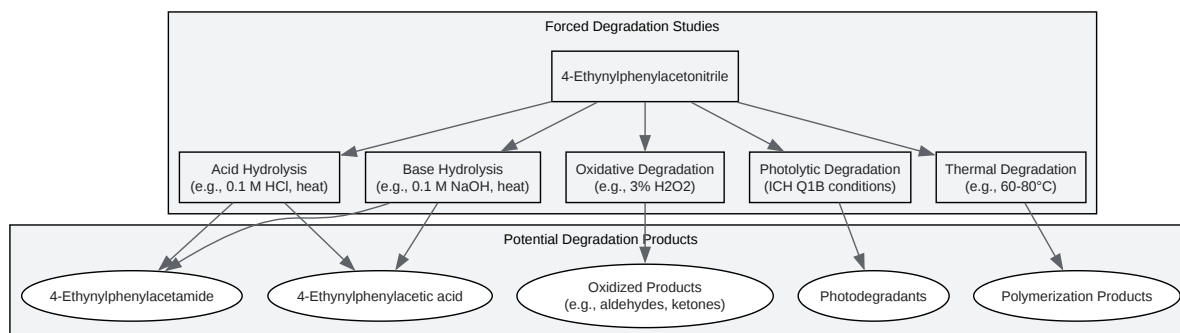 Forced Degradation Studies
4-Ethynylphenylacetonitrile
Acid Hydrolysis
(e.g., 0.1 M HCl, heat)
Base Hydrolysis
(e.g., 0.1 M NaOH, heat)
Oxidative Degradation
(e.g., 3% H2O2)
Photolytic Degradation
(ICH Q1B conditions)
Thermal Degradation
(e.g., 60-80°C)
Potential Degradation Products
4-Ethynylphenylacetamide
4-Ethynylphenylacetic acid
Oxidized Products
(e.g., aldehydes, ketones)
Photodegradants
Polymerization Products